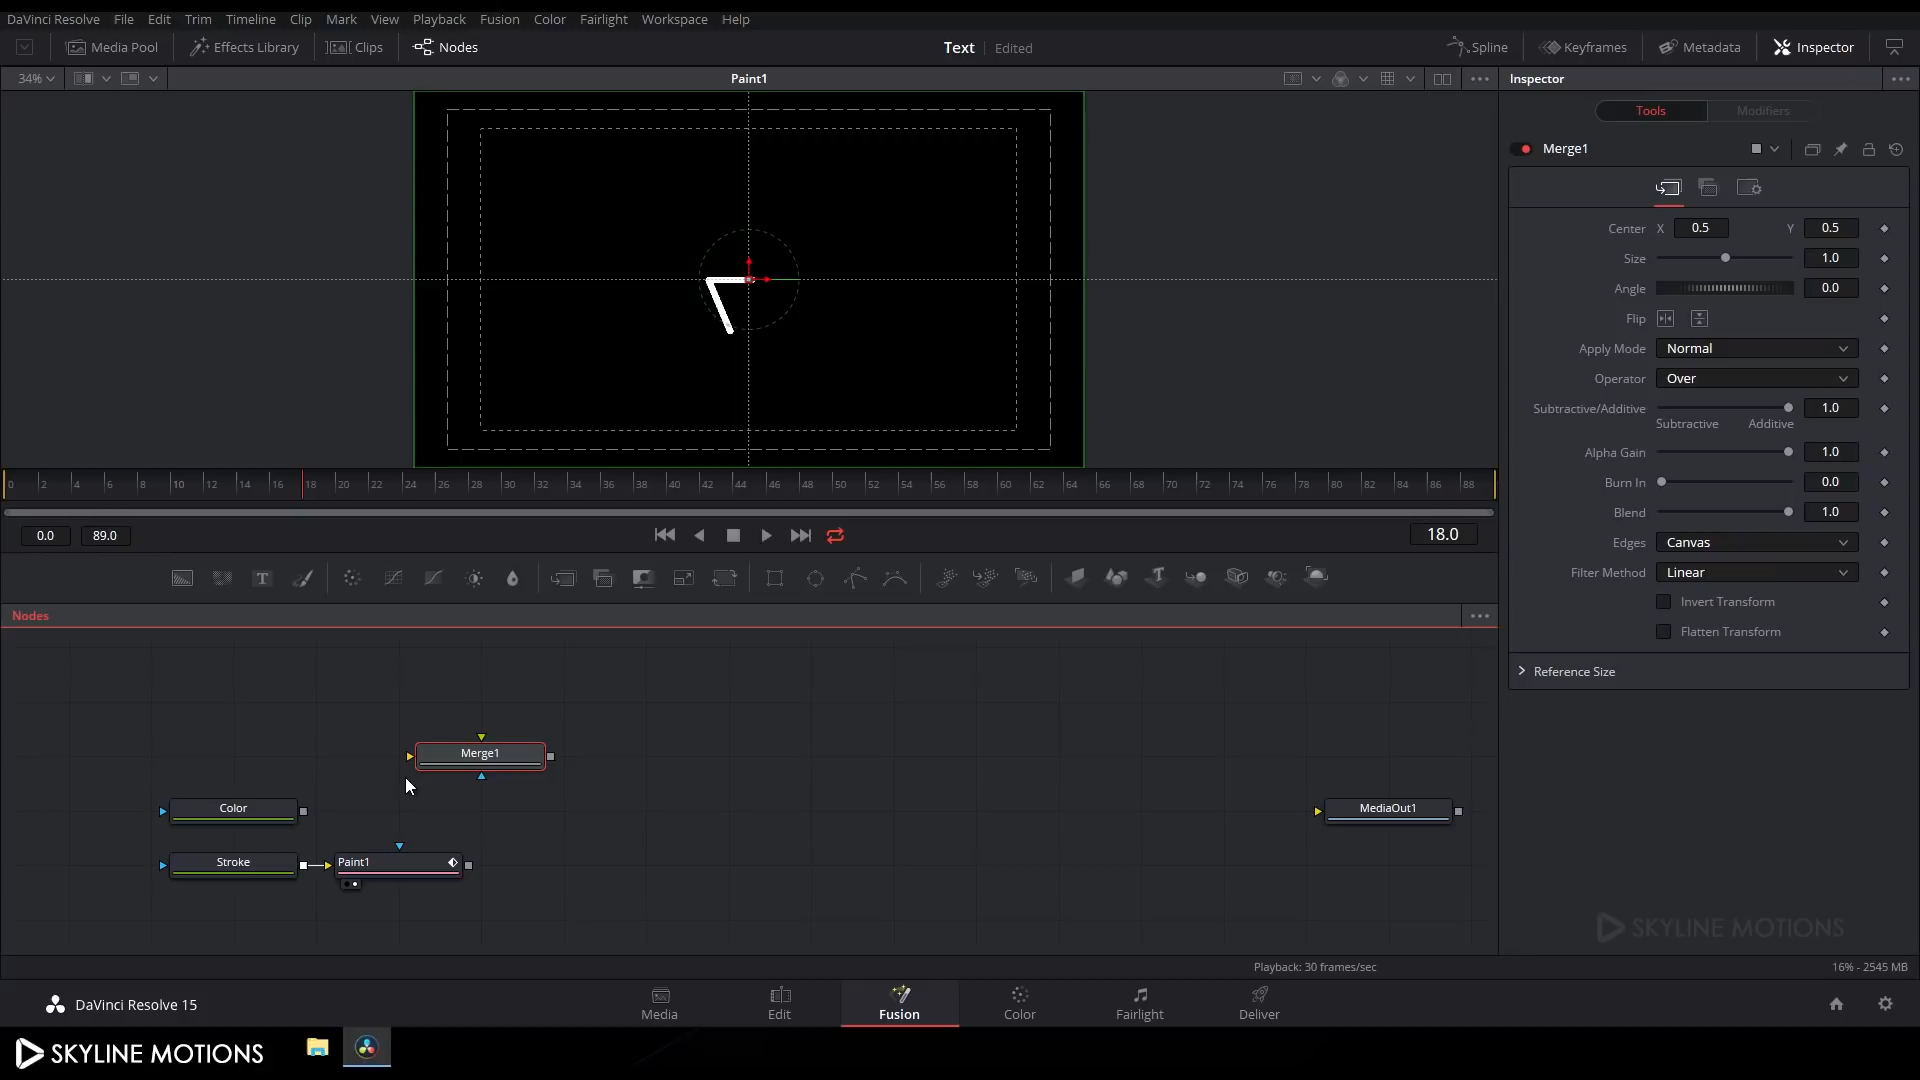 DaVinci Resolve File Edit Trim Timeline Clip Mark View Playback Fusion Color Fairlight Workspace Help
Media Pool Effects Library Clips Nodes Text Edited Spline Keyframes Metadata Inspector
34% Paint1 Inspector
Tools Modifiers
Merge1
Center X 0.5 Y 0.5
Size 1.0
Angle 0.0
Flip
Apply Mode Normal
Operator Over
Subtractive/Additive 1.0
Subtractive Additive
Alpha Gain 1.0
Burn In 0.0
Blend 1.0
Edges Canvas
Filter Method Linear
Invert Transform
Flatten Transform
Reference Size
0 2 4 6 8 10 12 14 16 18 20 22 24 26 28 30 32 34 36 38 40 42 44 46 48 50 52 54 56 58 60 62 64 66 68 70 72 74 76 78 80 82 84 86 88
0.0 89.0 18.0
T T
Nodes
Merge1
Color MediaOut1
Stroke Paint1
SKYLINE MOTIONS
Playback: 30 frames/sec 16% - 2545 MB
DaVinci Resolve 15 Media Edit Fusion Color Fairlight Deliver
SKYLINE MOTIONS